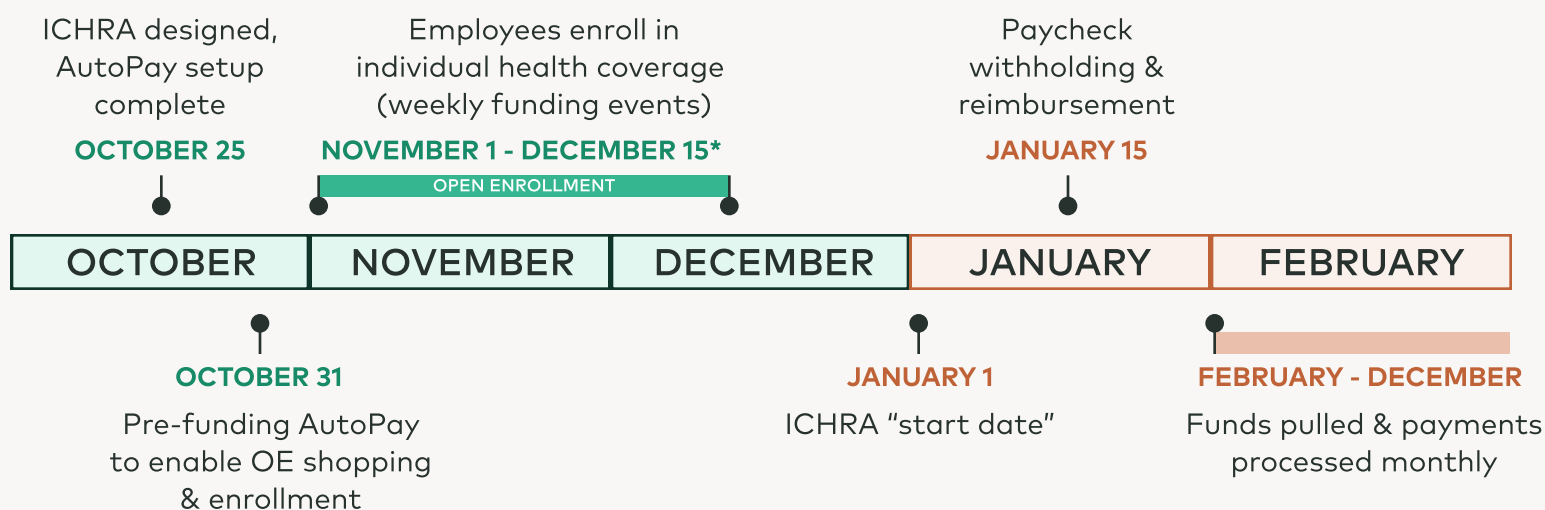 ICHRA designed,
AutoPay setup
complete
OCTOBER 25
Employees enroll in
individual health coverage
(weekly funding events)
NOVEMBER 1 - DECEMBER 15*
OPEN ENROLLMENT
Paycheck
withholding &
reimbursement
JANUARY 15
OCTOBER
NOVEMBER
DECEMBER
JANUARY
FEBRUARY
OCTOBER 31
Pre-funding AutoPay
to enable OE shopping
& enrollment
JANUARY 1
ICHRA “start date”
FEBRUARY - DECEMBER
Funds pulled & payments
processed monthly